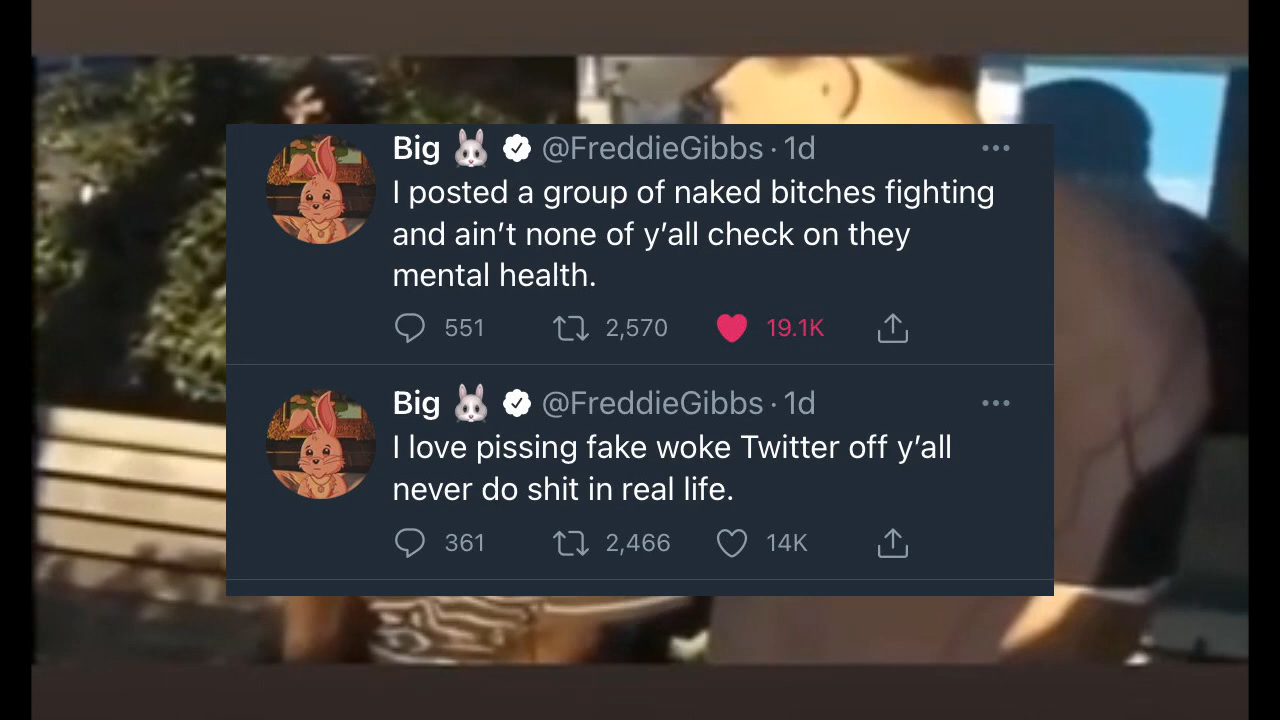 Big 🐰 @FreddieGibbs · 1d
I posted a group of naked bitches fighting
and ain’t none of y’all check on they
mental health.
551 2,570 19.1K
Big 🐰 @FreddieGibbs · 1d
I love pissing fake woke Twitter off y’all
never do shit in real life.
361 2,466 14K